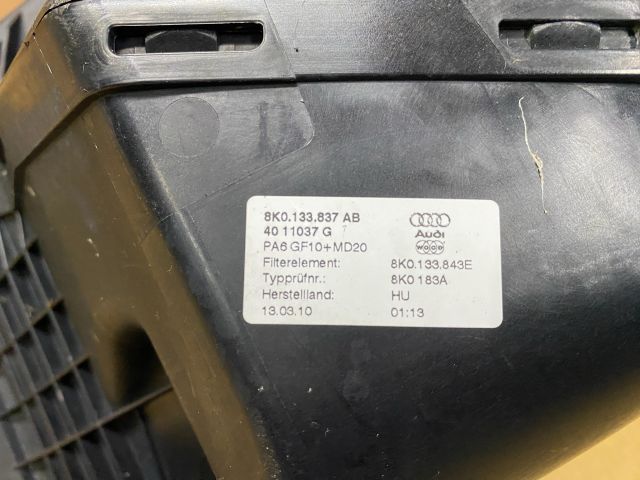 8K0.133.837 AB
40 11037 G
Audi
PA6 GF10+MD20
WOOD
Filterelement: 8K0.133.843E
Typprüfnr.: 8K0 183A
Herstellland: HU
13.03.10 01:13